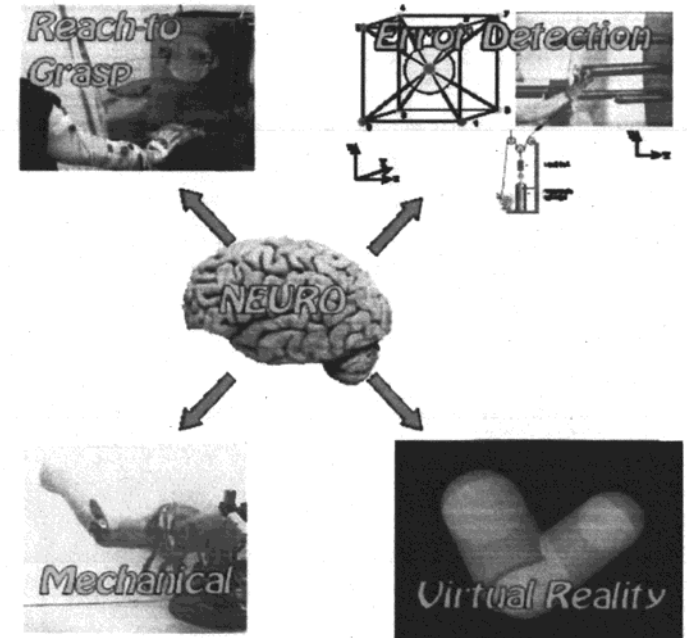 Reach to
Grasp
Error Detection
NEURO
Mechanical
Virtual Reality